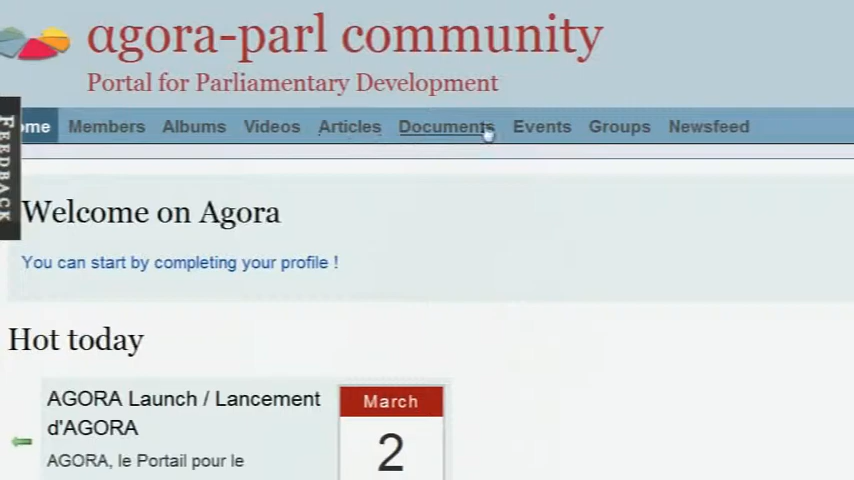 agora-parl community
Portal for Parliamentary Development
ome Members Albums Videos Articles Documents Events Groups Newsfeed
FEEDBACK
Welcome on Agora
You can start by completing your profile !
Hot today
AGORA Launch / Lancement
d'AGORA
AGORA, le Portail pour le
March
2